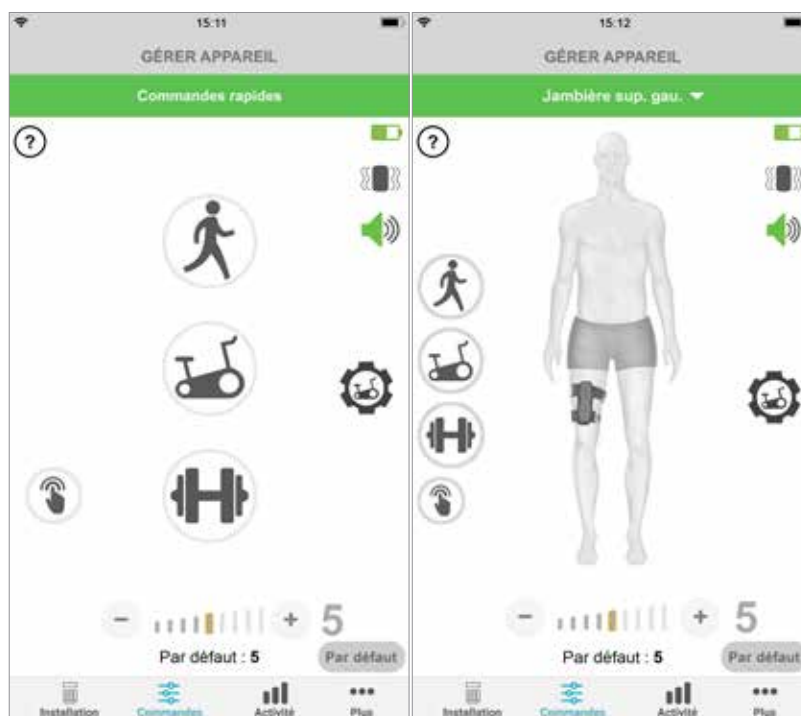 15:11
GÉRER APPAREIL
Commandes rapides
?
5
Par défaut : 5
Par défaut
Installation
Commandes
Activité
Plus
15:12
GÉRER APPAREIL
Jambière sup. gau.
?
5
Par défaut : 5
Par défaut
Installation
Commandes
Activité
Plus